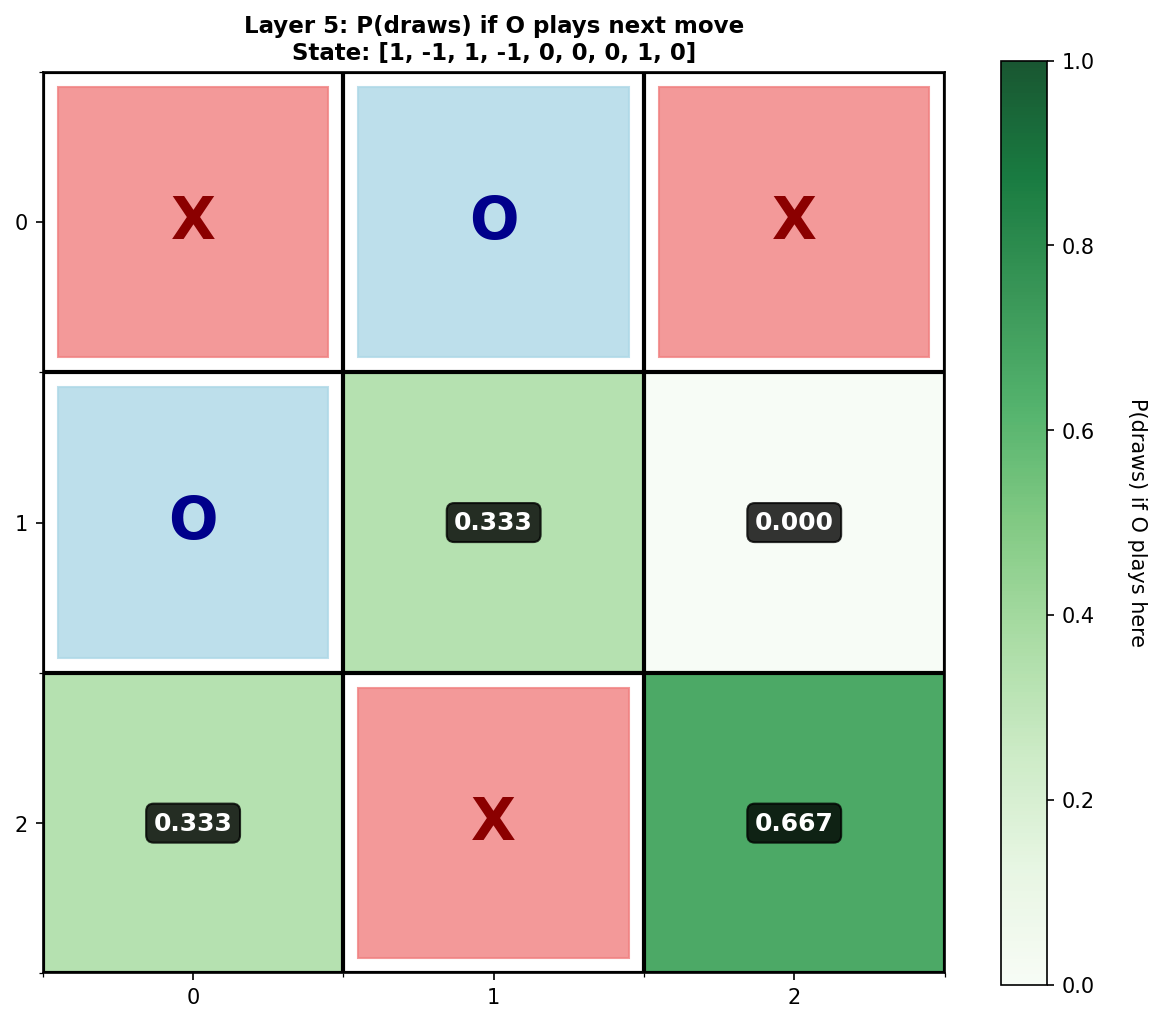 Layer 5: P(draws) if O plays next move
State: [1, -1, 1, -1, 0, 0, 0, 1, 0]
1.0
0.8
0.6
0.4
0.2
0.0
P(draws) if O plays here
0
X
O
X
1
O
0.333
0.000
2
0.333
X
0.667
0
1
2